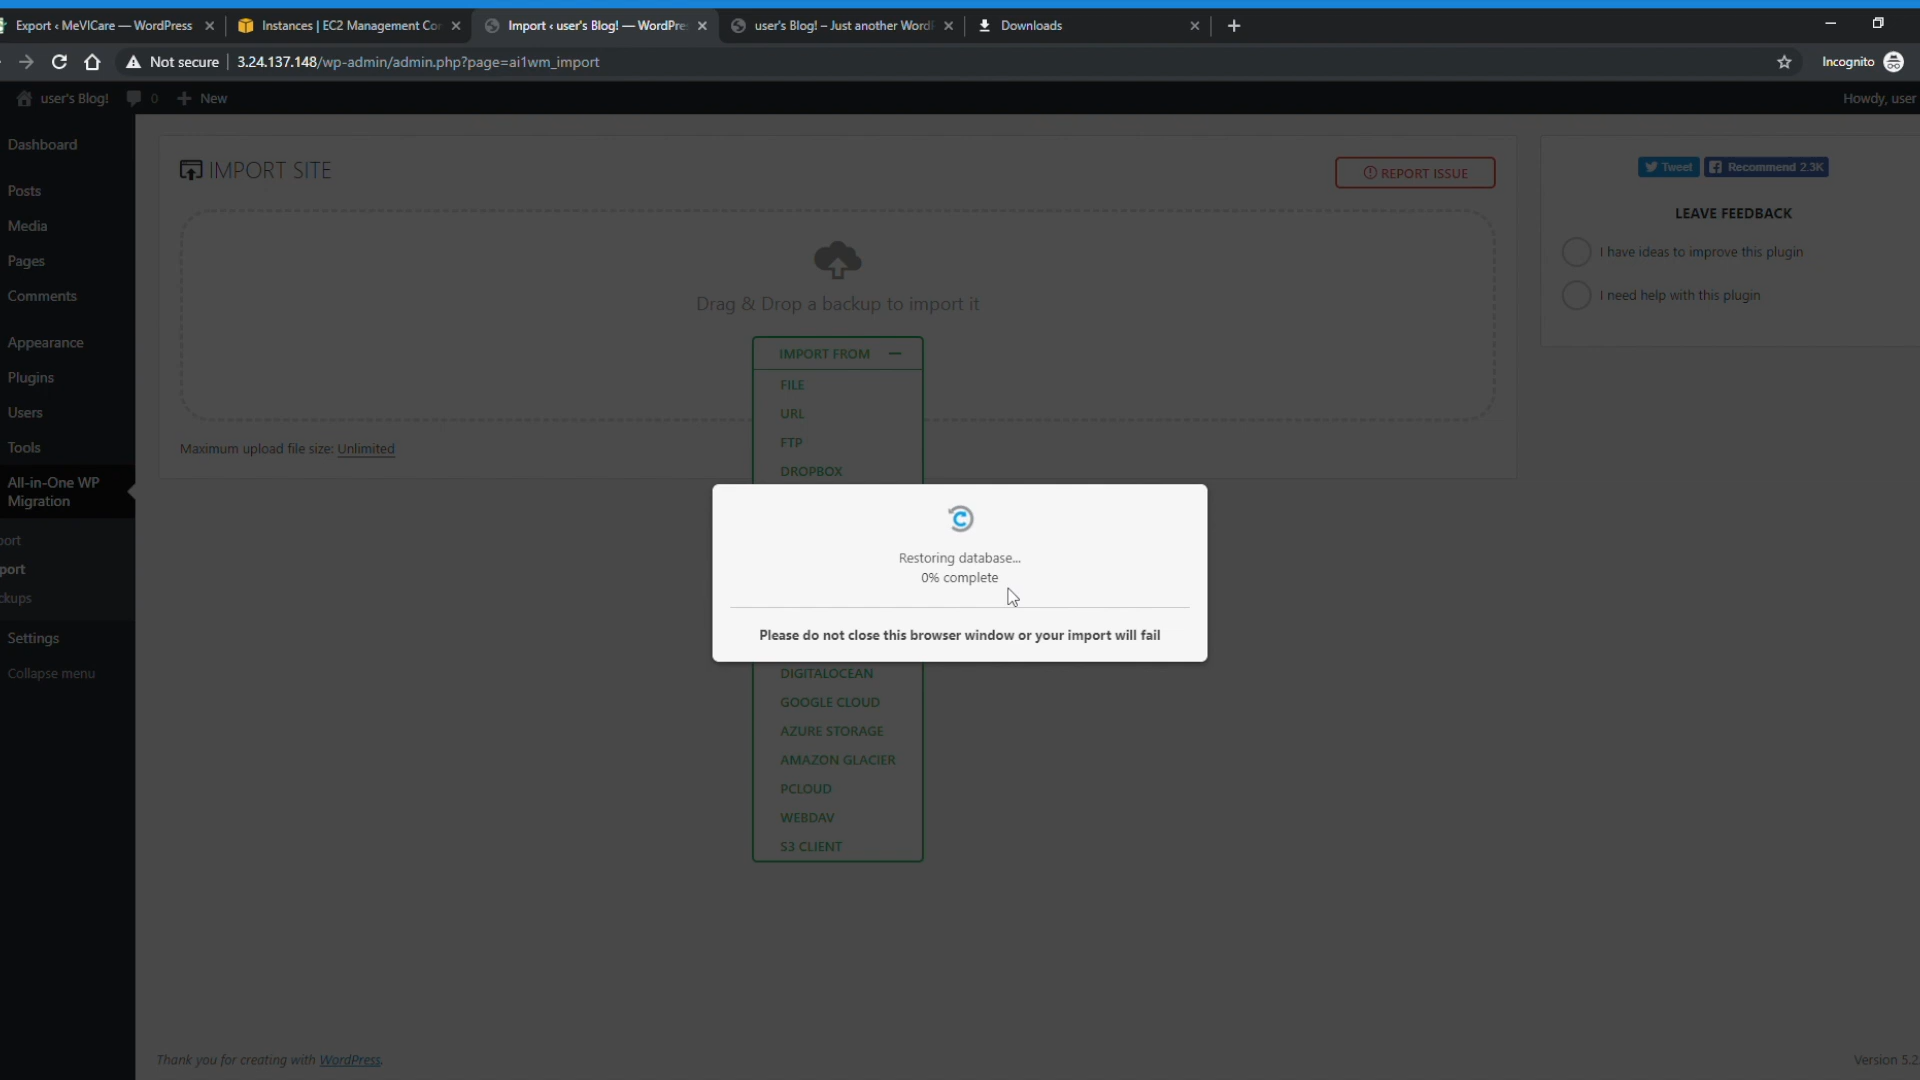 Export ‹ MeVICare — WordPress
Instances | EC2 Management Con
Import ‹ user's Blog! — WordPres
user's Blog! – Just another WordP
Downloads
Not secure
3.24.137.148/wp-admin/admin.php?page=ai1wm_import
Incognito
user's Blog!
0
New
Howdy, user
Dashboard
Posts
Media
Pages
Comments
Appearance
Plugins
Users
Tools
All-in-One WP
Migration
port
port
ckups
Settings
Collapse menu
IMPORT SITE
REPORT ISSUE
Drag & Drop a backup to import it
IMPORT FROM
FILE
URL
FTP
DROPBOX
Maximum upload file size: Unlimited
Restoring database...
0% complete
Please do not close this browser window or your import will fail
DIGITALOCEAN
GOOGLE CLOUD
AZURE STORAGE
AMAZON GLACIER
PCLOUD
WEBDAV
S3 CLIENT
Tweet
Recommend 2.3K
LEAVE FEEDBACK
I have ideas to improve this plugin
I need help with this plugin
Thank you for creating with WordPress.
Version 5.2